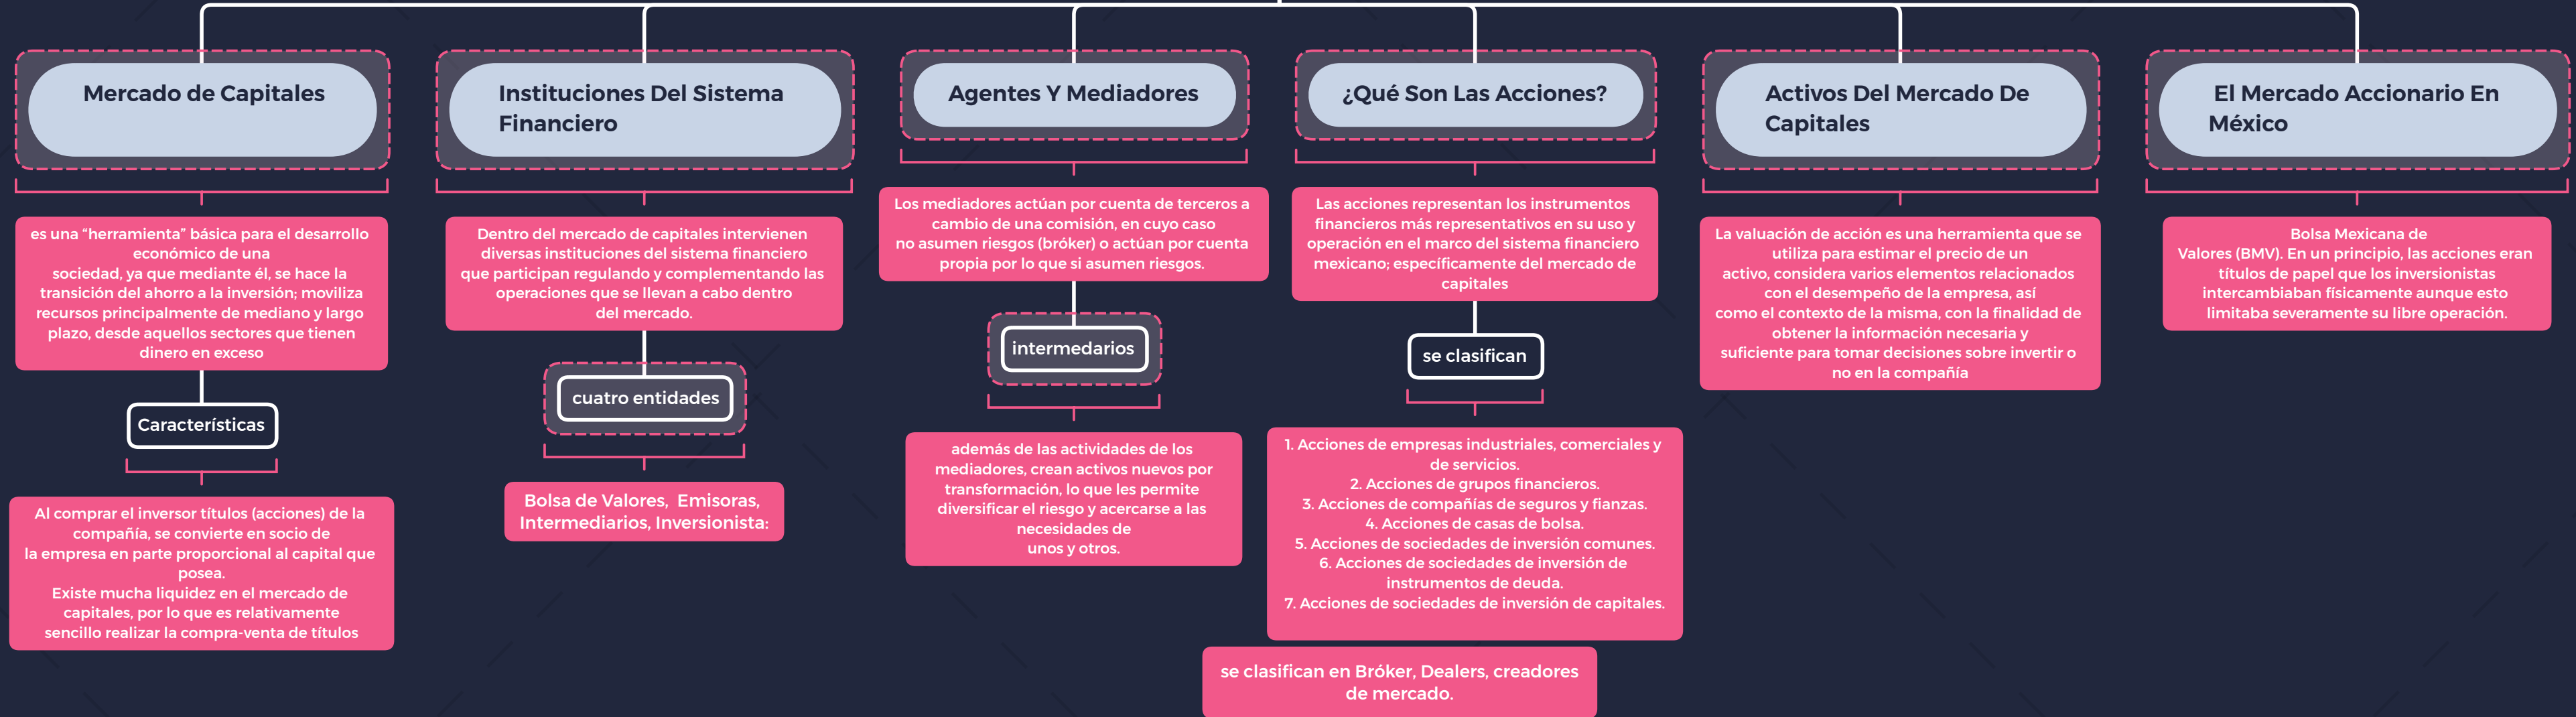 Mercado de Capitales
es una “herramienta” básica para el desarrollo
económico de una
sociedad, ya que mediante él, se hace la
transición del ahorro a la inversión; moviliza
recursos principalmente de mediano y largo
plazo, desde aquellos sectores que tienen
dinero en exceso
Características
Al comprar el inversor títulos (acciones) de la
compañía, se convierte en socio de
la empresa en parte proporcional al capital que
posea.
Existe mucha liquidez en el mercado de
capitales, por lo que es relativamente
sencillo realizar la compra-venta de títulos
Instituciones Del Sistema
Financiero
Dentro del mercado de capitales intervienen
diversas instituciones del sistema financiero
que participan regulando y complementando las
operaciones que se llevan a cabo dentro
del mercado.
cuatro entidades
Bolsa de Valores, Emisoras,
Intermediarios, Inversionista:
Agentes Y Mediadores
Los mediadores actúan por cuenta de terceros a
cambio de una comisión, en cuyo caso
no asumen riesgos (bróker) o actúan por cuenta
propia por lo que si asumen riesgos.
intermedarios
además de las actividades de los
mediadores, crean activos nuevos por
transformación, lo que les permite
diversificar el riesgo y acercarse a las
necesidades de
unos y otros.
¿Qué Son Las Acciones?
Las acciones representan los instrumentos
financieros más representativos en su uso y
operación en el marco del sistema financiero
mexicano; específicamente del mercado de
capitales
se clasifican
1. Acciones de empresas industriales, comerciales y
de servicios.
2. Acciones de grupos financieros.
3. Acciones de compañías de seguros y fianzas.
4. Acciones de casas de bolsa.
5. Acciones de sociedades de inversión comunes.
6. Acciones de sociedades de inversión de
instrumentos de deuda.
7. Acciones de sociedades de inversión de capitales.
se clasifican en Bróker, Dealers, creadores
de mercado.
Activos Del Mercado De
Capitales
La valuación de acción es una herramienta que se
utiliza para estimar el precio de un
activo, considera varios elementos relacionados
con el desempeño de la empresa, así
como el contexto de la misma, con la finalidad de
obtener la información necesaria y
suficiente para tomar decisiones sobre invertir o
no en la compañía
El Mercado Accionario En
México
Bolsa Mexicana de
Valores (BMV). En un principio, las acciones eran
títulos de papel que los inversionistas
intercambiaban físicamente aunque esto
limitaba severamente su libre operación.